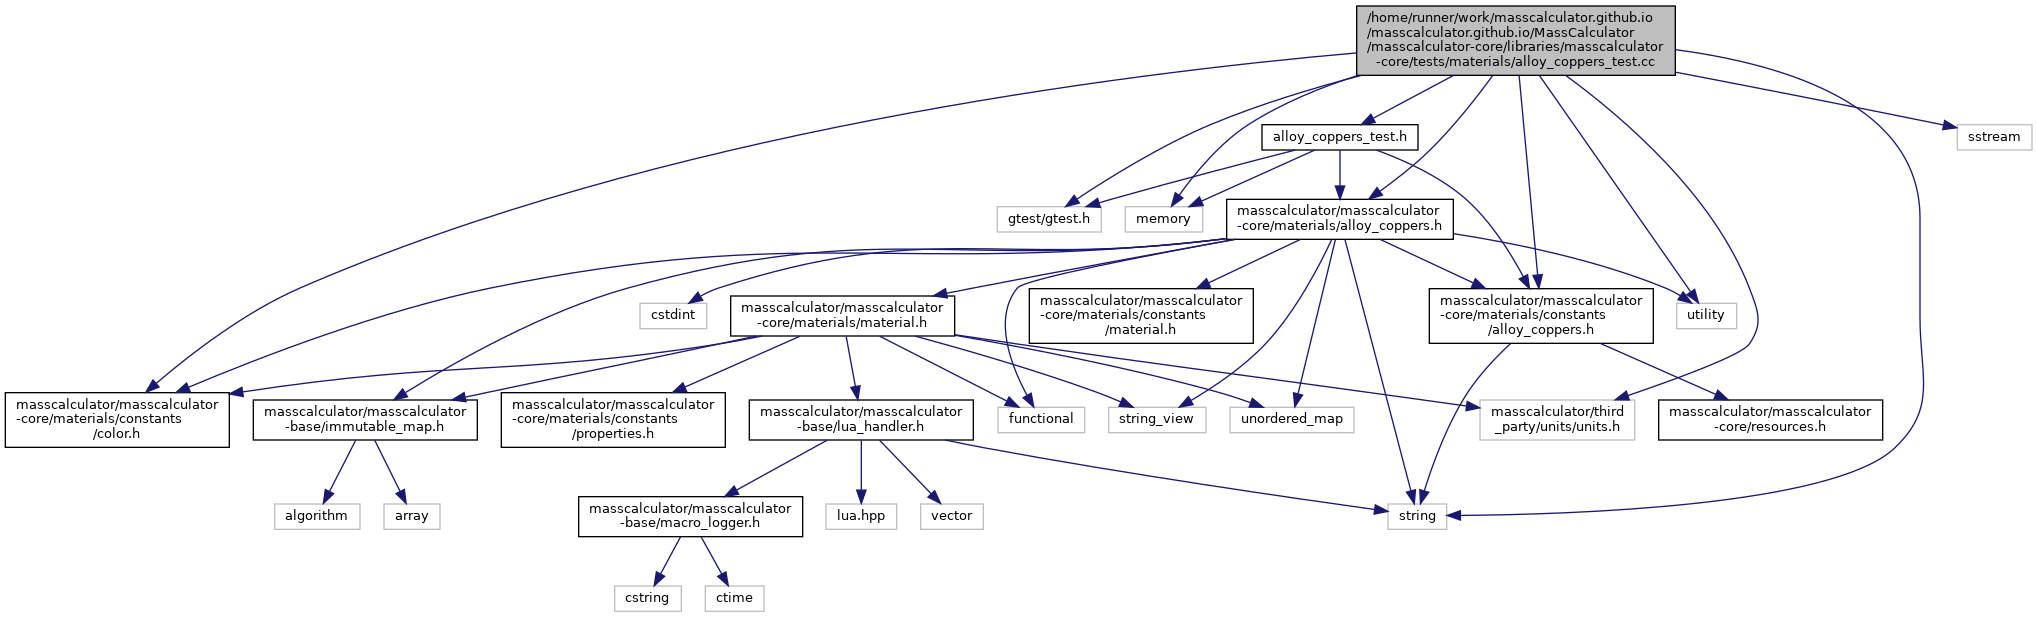 /home/runner/work/masscalculator.github.io
/masscalculator.github.io/MassCalculator
/masscalculator-core/libraries/masscalculator
-core/tests/materials/alloy_coppers_test.cc
alloy_coppers_test.h
sstream
gtest/gtest.h
memory
masscalculator/masscalculator
-core/materials/alloy_coppers.h
cstdint
masscalculator/masscalculator
-core/materials/material.h
masscalculator/masscalculator
-core/materials/constants
/material.h
masscalculator/masscalculator
-core/materials/constants
/alloy_coppers.h
utility
masscalculator/masscalculator
-core/materials/constants
/color.h
masscalculator/masscalculator
-base/immutable_map.h
masscalculator/masscalculator
-core/materials/constants
/properties.h
masscalculator/masscalculator
-base/lua_handler.h
functional
string_view
unordered_map
masscalculator/third
_party/units/units.h
masscalculator/masscalculator
-core/resources.h
algorithm
array
masscalculator/masscalculator
-base/macro_logger.h
lua.hpp
vector
string
cstring
ctime